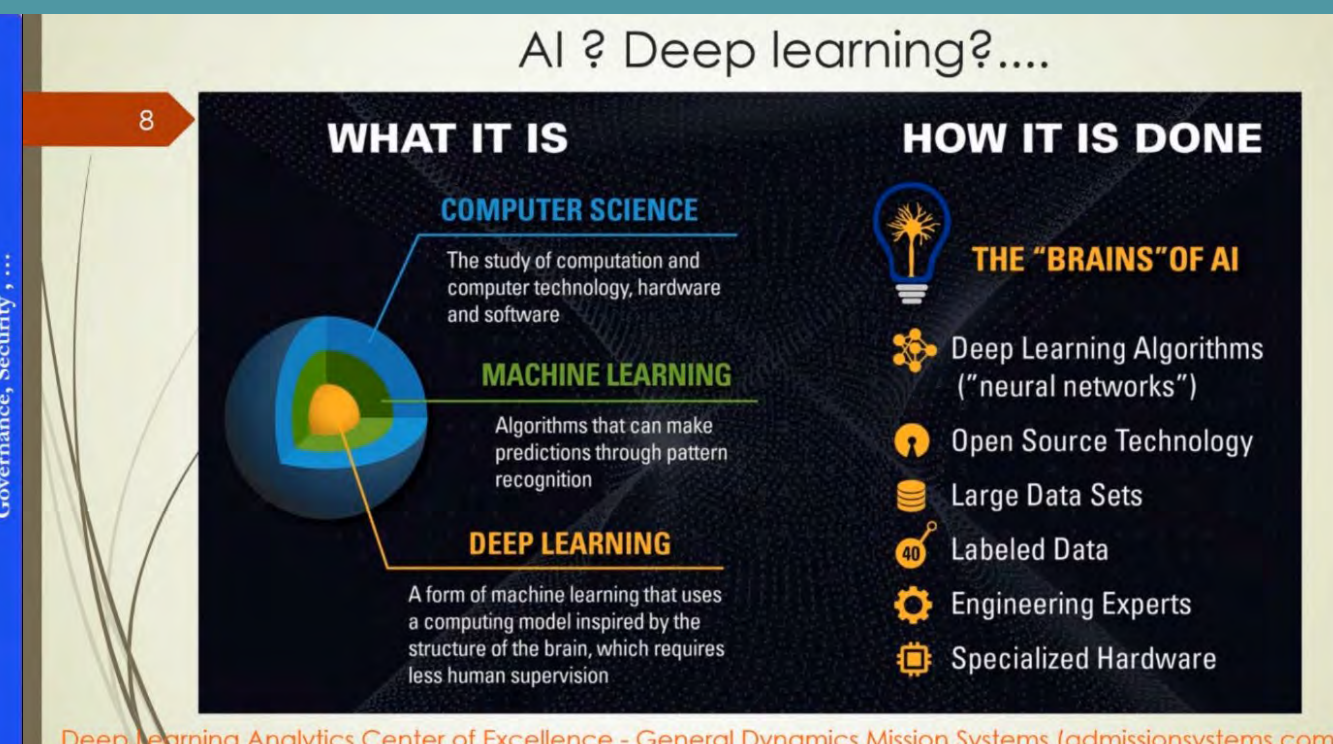 AI ? Deep learning?....
8
WHAT IT IS
COMPUTER SCIENCE
The study of computation and
computer technology, hardware
and software
MACHINE LEARNING
Algorithms that can make
predictions through pattern
recognition
DEEP LEARNING
A form of machine learning that uses
a computing model inspired by the
structure of the brain, which requires
less human supervision
HOW IT IS DONE
THE "BRAINS"OF AI
Deep Learning Algorithms
("neural networks")
Open Source Technology
Large Data Sets
40
Labeled Data
Engineering Experts
Specialized Hardware
Deep Learning Analytics Center of Excellence - General Dynamics Mission Systems (gdmissionsystems.com
Governance, Security , ...